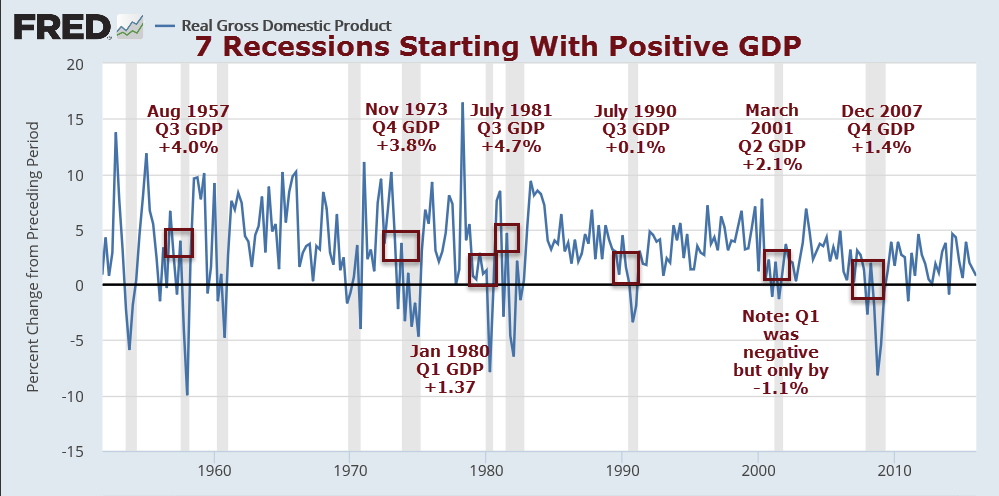 FRED
Real Gross Domestic Product
7 Recessions Starting With Positive GDP
Percent Change from Preceding Period
20
15
10
5
0
-5
-10
-15
Aug 1957
Q3 GDP
+4.0%
Nov 1973
Q4 GDP
+3.8%
July 1981
Q3 GDP
+4.7%
July 1990
Q3 GDP
+0.1%
March
2001
Q2 GDP
+2.1%
Dec 2007
Q4 GDP
+1.4%
Jan 1980
Q1 GDP
+1.37
Note: Q1
was
negative
but only by
-1.1%
1960
1970
1980
1990
2000
2010